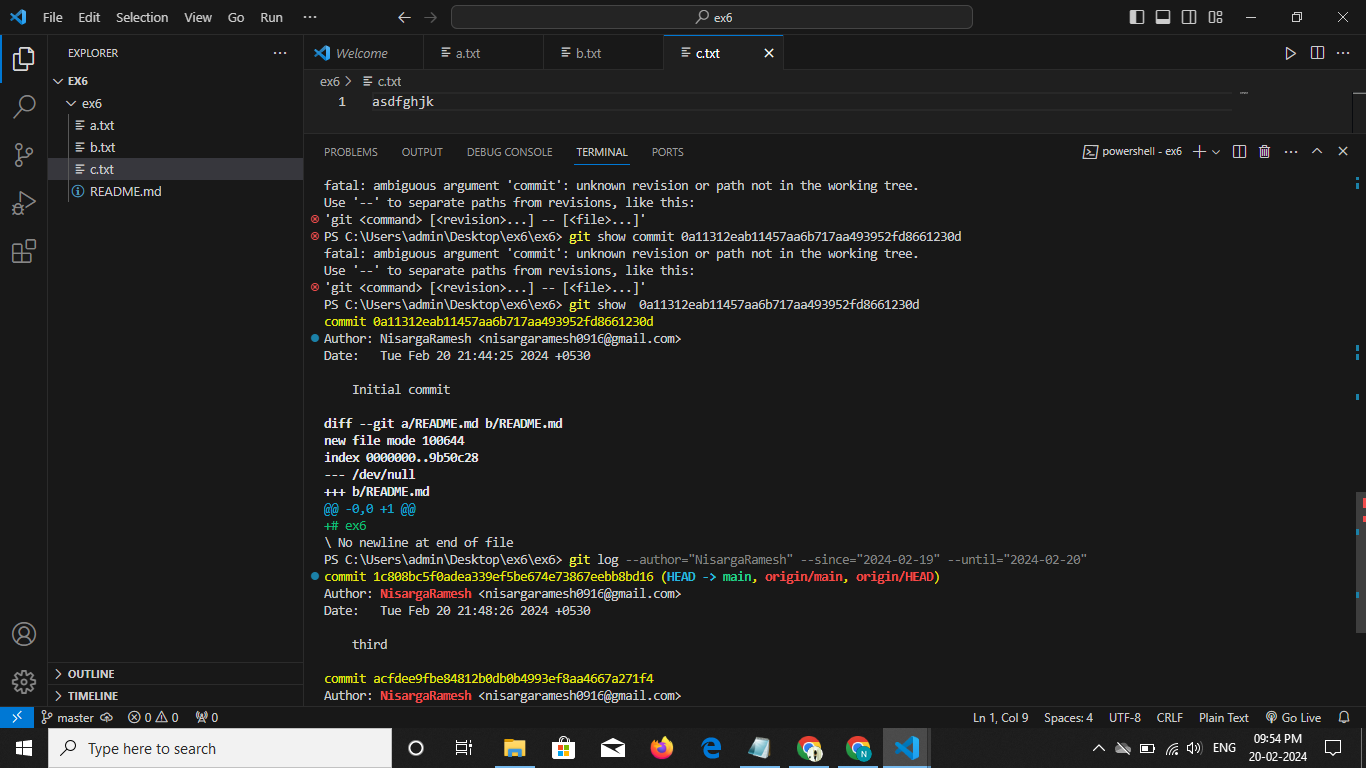 File Edit Selection View Go Run ··· ex6
EXPLORER ···
EX6
ex6
a.txt
b.txt
c.txt
README.md
OUTLINE
TIMELINE
Welcome a.txt b.txt c.txt
ex6 > c.txt
1 asdfghjk
PROBLEMS OUTPUT DEBUG CONSOLE TERMINAL PORTS powershell - ex6
fatal: ambiguous argument 'commit': unknown revision or path not in the working tree.
Use '--' to separate paths from revisions, like this:
'git <command> [<revision>...] -- [<file>...]'
PS C:\Users\admin\Desktop\ex6\ex6> git show commit 0a11312eab11457aa6b717aa493952fd8661230d
fatal: ambiguous argument 'commit': unknown revision or path not in the working tree.
Use '--' to separate paths from revisions, like this:
'git <command> [<revision>...] -- [<file>...]'
PS C:\Users\admin\Desktop\ex6\ex6> git show  0a11312eab11457aa6b717aa493952fd8661230d
commit 0a11312eab11457aa6b717aa493952fd8661230d
Author: NisargaRamesh <nisargaramesh0916@gmail.com>
Date:   Tue Feb 20 21:44:25 2024 +0530
Initial commit
diff --git a/README.md b/README.md
new file mode 100644
index 0000000..9b50c28
--- /dev/null
+++ b/README.md
@@ -0,0 +1 @@
+# ex6
\ No newline at end of file
PS C:\Users\admin\Desktop\ex6\ex6> git log --author="NisargaRamesh" --since="2024-02-19" --until="2024-02-20"
commit 1c808bc5f0adea339ef5be674e73867eebb8bd16 (HEAD -> main, origin/main, origin/HEAD)
Author: NisargaRamesh <nisargaramesh0916@gmail.com>
Date:   Tue Feb 20 21:48:26 2024 +0530
third
commit acfdee9fbe84812b0db0b4993ef8aa4667a271f4
Author: NisargaRamesh <nisargaramesh0916@gmail.com>
master 0 0 0 Ln 1, Col 9 Spaces: 4 UTF-8 CRLF Plain Text Go Live
Type here to search
N
ENG
09:54 PM
20-02-2024